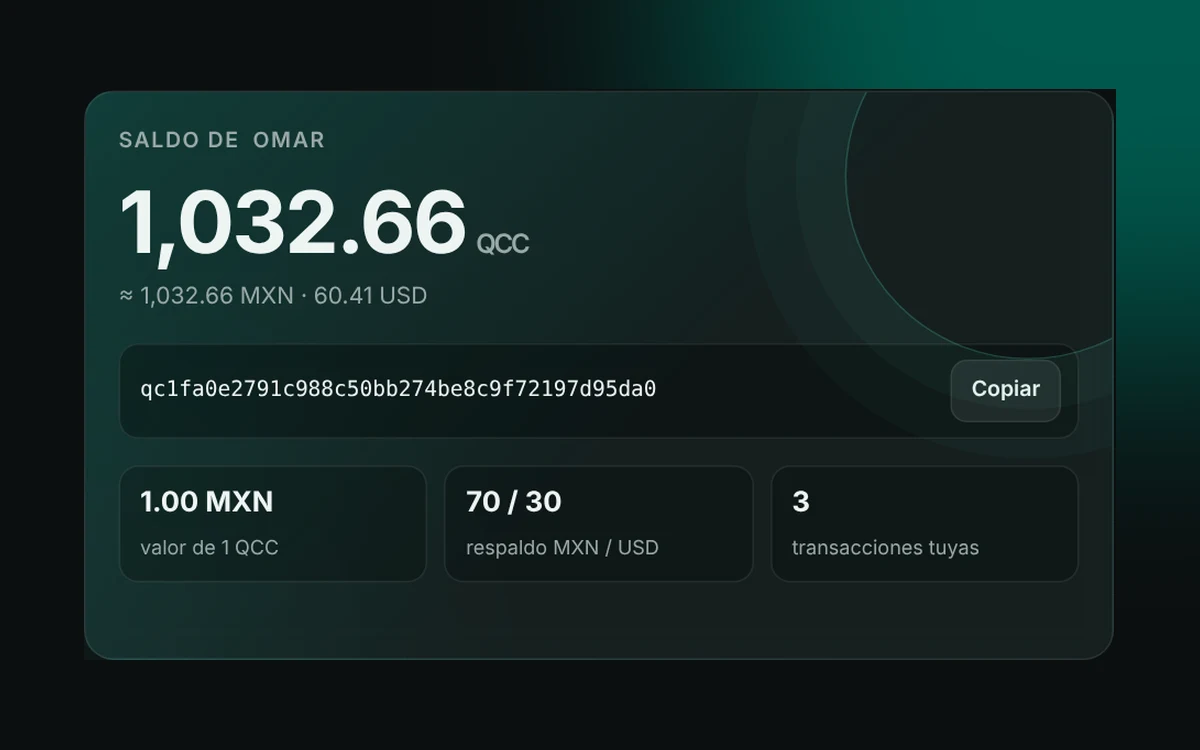 SALDO DE OMAR
1,032.66 QCC
≈ 1,032.66 MXN · 60.41 USD
qc1fa0e2791c988c50bb274be8c9f72197d95da0
Copiar
1.00 MXN
valor de 1 QCC
70 / 30
respaldo MXN / USD
3
transacciones tuyas